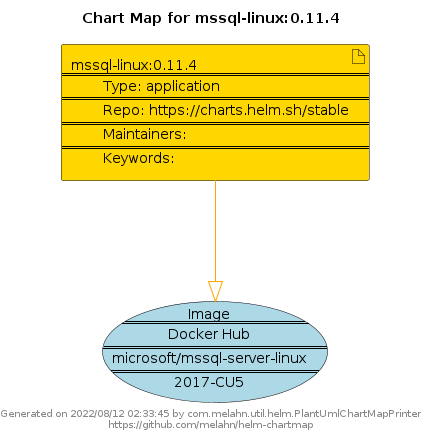 Chart Map for mssql-linux:0.11.4
mssql-linux:0.11.4
Type: application
Repo: https://charts.helm.sh/stable
Maintainers:
Keywords:
Image
Docker Hub
microsoft/mssql-server-linux
2017-CU5
Generated on 2022/08/12 02:33:45 by com.melahn.util.helm.PlantUmlChartMapPrinter
https://github.com/melahn/helm-chartmap